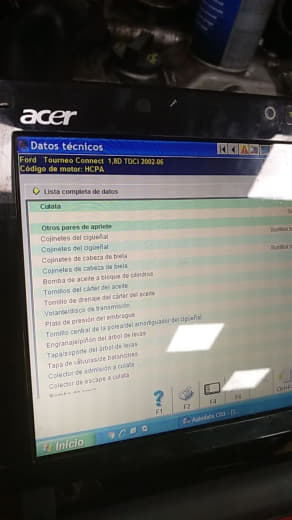 acer
Datos técnicos
Ford Tourneo Connect 1,8D TDCi 2002-06
Código de motor: HCPA
Lista completa de datos
Culata
Otros pares de apriete
Cojinetes del cigüeñal
Cojinetes del cigüeñal
Cojinetes de cabeza de biela
Cojinetes de cabeza de biela
Bomba de aceite a bloque de cilindros
Tornillos del cárter del aceite
Tornillo de drenaje del cárter del aceite
Volante/disco de transmisión
Plato de presión del embrague
Tornillo central de la polea/del amortiguador del cigüeñal
Engranaje/piñón del árbol de levas
Tapa/soporte del árbol de levas
Tapa de válvulas/de balancines
Colector de admisión a culata
Colector de escape a culata
F1
F2
F4
Inicio